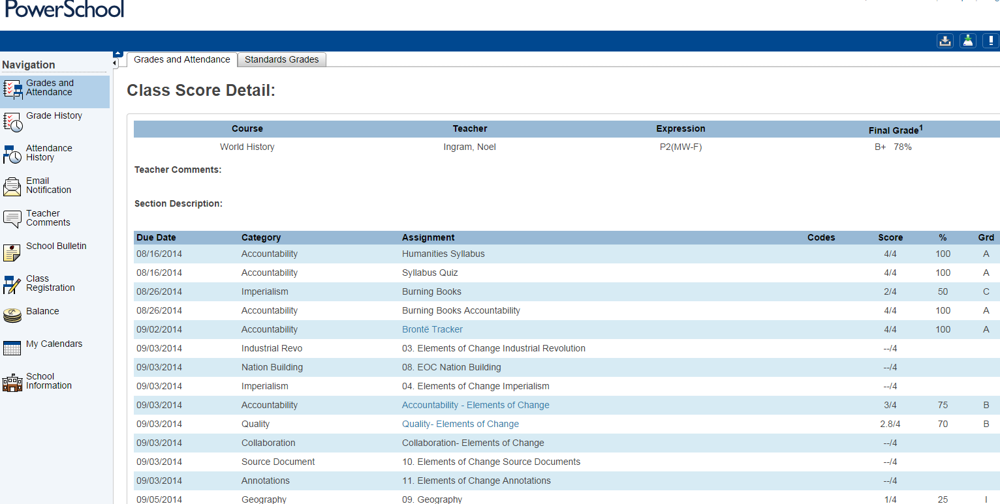 PowerSchool
Navigation
Grades and Attendance
Grade History
Attendance History
Email Notification
Teacher Comments
School Bulletin
Class Registration
Balance
My Calendars
School Information
Grades and Attendance Standards Grades
Class Score Detail:
Course Teacher Expression Final Grade1
World History Ingram, Noel P2(MW-F) B+ 78%
Teacher Comments:
Section Description:
Due Date Category Assignment Codes Score % Grd
08/16/2014 Accountability Humanities Syllabus 4/4 100 A
08/16/2014 Accountability Syllabus Quiz 4/4 100 A
08/26/2014 Imperialism Burning Books 2/4 50 C
08/26/2014 Accountability Burning Books Accountability 4/4 100 A
09/02/2014 Accountability Brontë Tracker 4/4 100 A
09/03/2014 Industrial Revo 03. Elements of Change Industrial Revolution --/4
09/03/2014 Nation Building 08. EOC Nation Building --/4
09/03/2014 Imperialism 04. Elements of Change Imperialism --/4
09/03/2014 Accountability Accountability - Elements of Change 3/4 75 B
09/03/2014 Quality Quality- Elements of Change 2.8/4 70 B
09/03/2014 Collaboration Collaboration- Elements of Change --/4
09/03/2014 Source Document 10. Elements of Change Source Documents --/4
09/03/2014 Annotations 11. Elements of Change Annotations --/4
09/05/2014 Geography 09. Geography 1/4 25 I